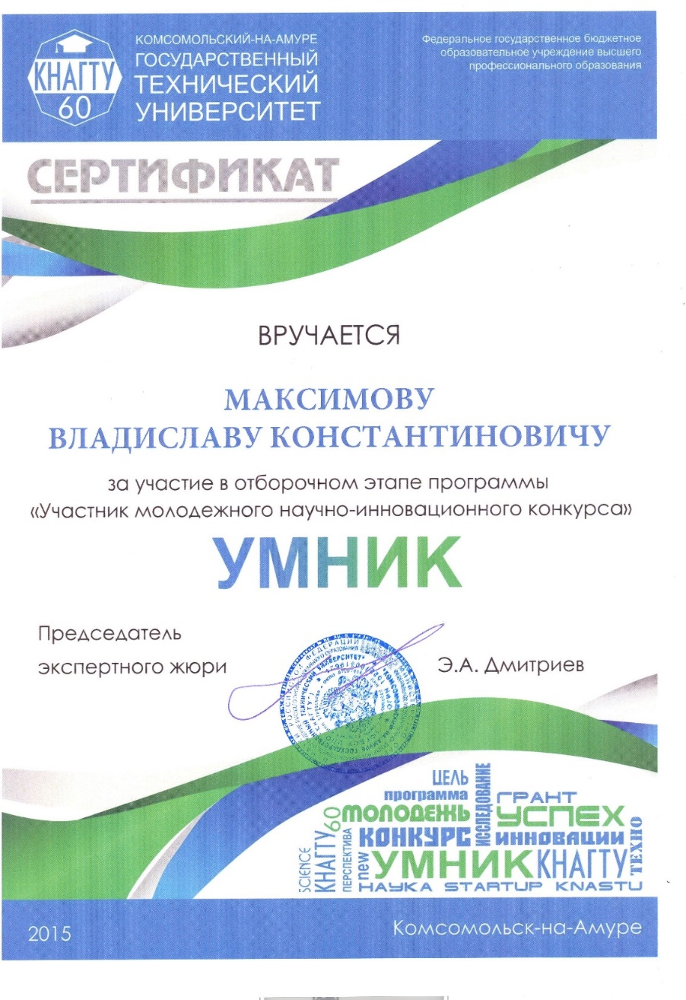 КНАГТУ
60
КОМСОМОЛЬСКИЙ-НА-АМУРЕ
ГОСУДАРСТВЕННЫЙ
ТЕХНИЧЕСКИЙ
УНИВЕРСИТЕТ
Федеральное государственное бюджетное
образовательное учреждение высшего
профессионального образования
СЕРТИФИКАТ
ВРУЧАЕТСЯ
МАКСИМОВУ
ВЛАДИСЛАВУ КОНСТАНТИНОВИЧУ
за участие в отборочном этапе программы
«Участник молодежного научно-инновационного конкурса»
УМНИК
Председатель
экспертного жюри
Э.А. Дмитриев
ЦЕЛЬ
программа
МОЛОДЕЖЬ
КОНКУРС
ИССЛЕДОВАНИЕ
ГРАНТ
УСПЕХ
ИННОВАЦИИ
ТЕХНО
SCIENCE
КНАГТУ
60
ПЕРСПЕКТИВА
new
УМНИК
КНАГТУ
НАУКА STARTUP KNASTU
2015
Комсомольск-на-Амуре